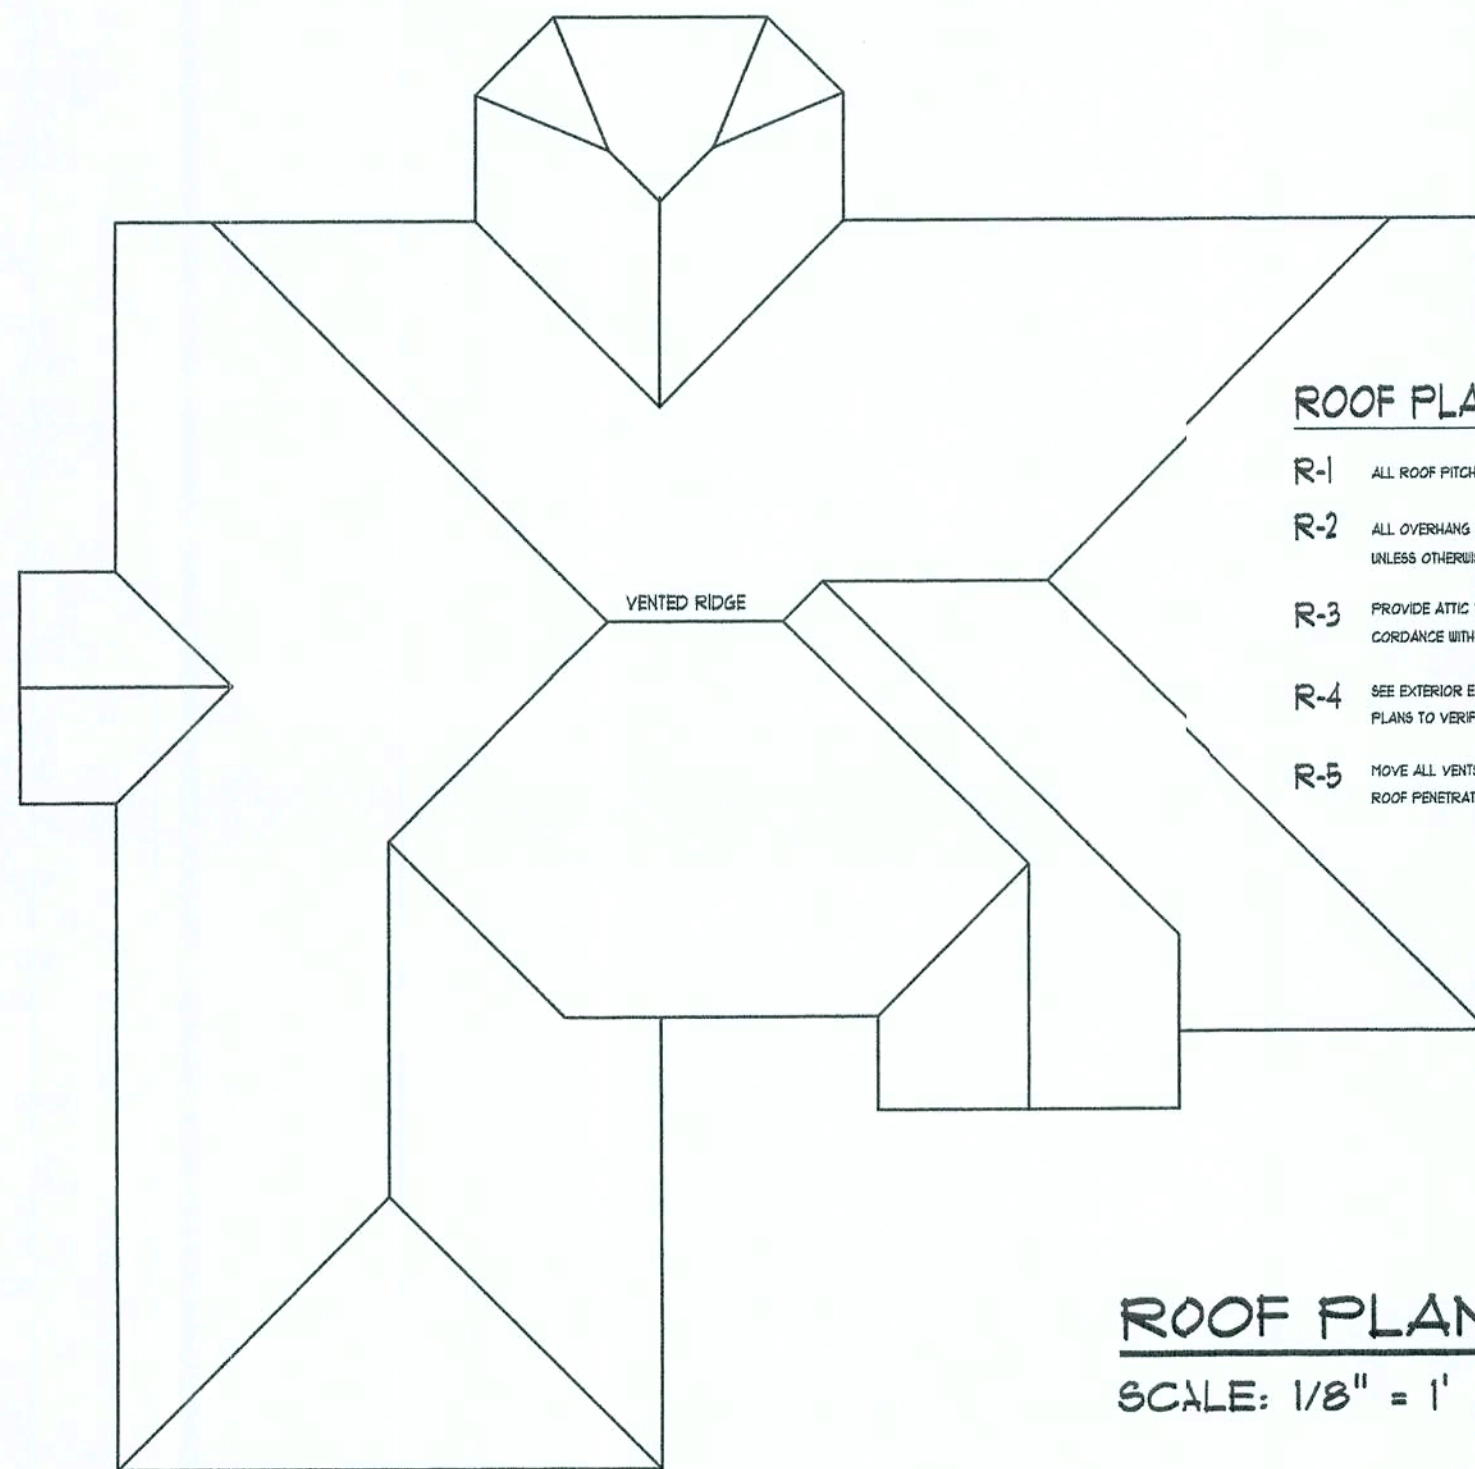 VENTED RIDGE
ROOF PLA
R-1 ALL ROOF PITCH
R-2 ALL OVERHANG
UNLESS OTHERWIS
R-3 PROVIDE ATTIC
CORDANCE WITH
R-4 SEE EXTERIOR E
PLANS TO VERIF
R-5 MOVE ALL VENTS
ROOF PENETRAT
ROOF PLAN
SCALE: 1/8" = 1'